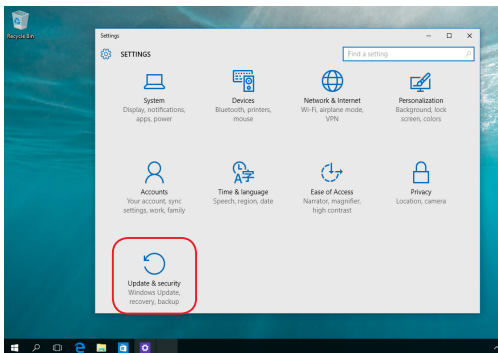 Recycle Bin
Settings
SETTINGS
Find a setting
System
Display, notifications,
apps, power
Devices
Bluetooth, printers,
mouse
Network & Internet
Wi-Fi, airplane mode,
VPN
Personalization
Background, lock
screen, colors
Accounts
Your account, sync
settings, work, family
Time & language
Speech, region, date
Ease of Access
Narrator, magnifier,
high contrast
Privacy
Location, camera
Update & security
Windows Update,
recovery, backup